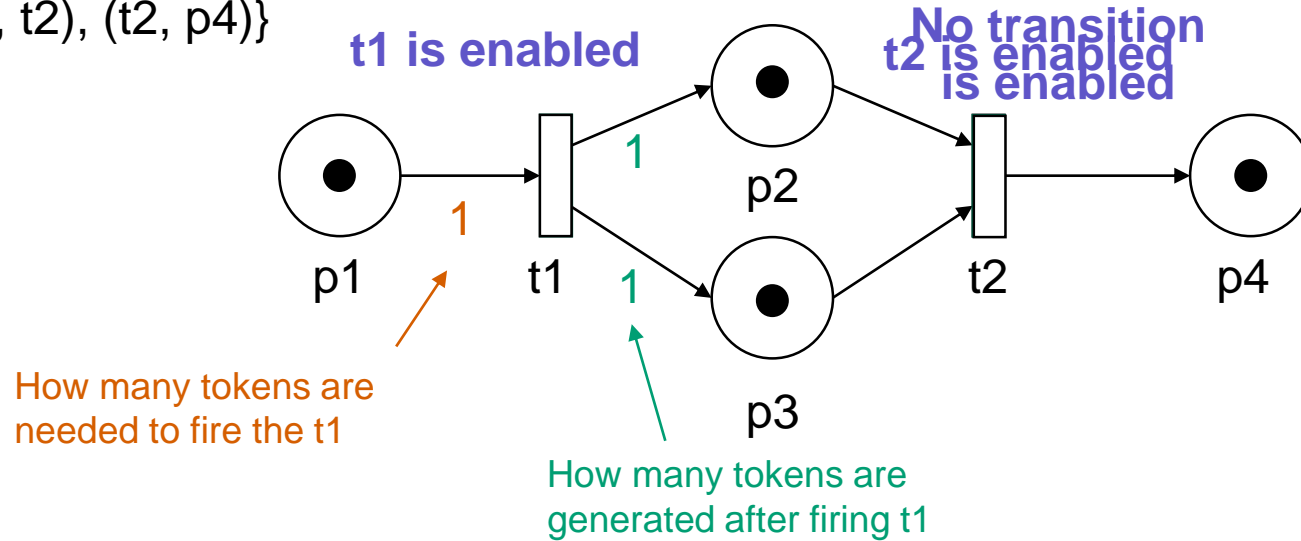 , t2), (t2, p4)}
t1 is enabled
No transition
is enabled
t2 is enabled
1
p2
1
p1
t1
1
t2
p4
How many tokens are
needed to fire the t1
p3
How many tokens are
generated after firing t1